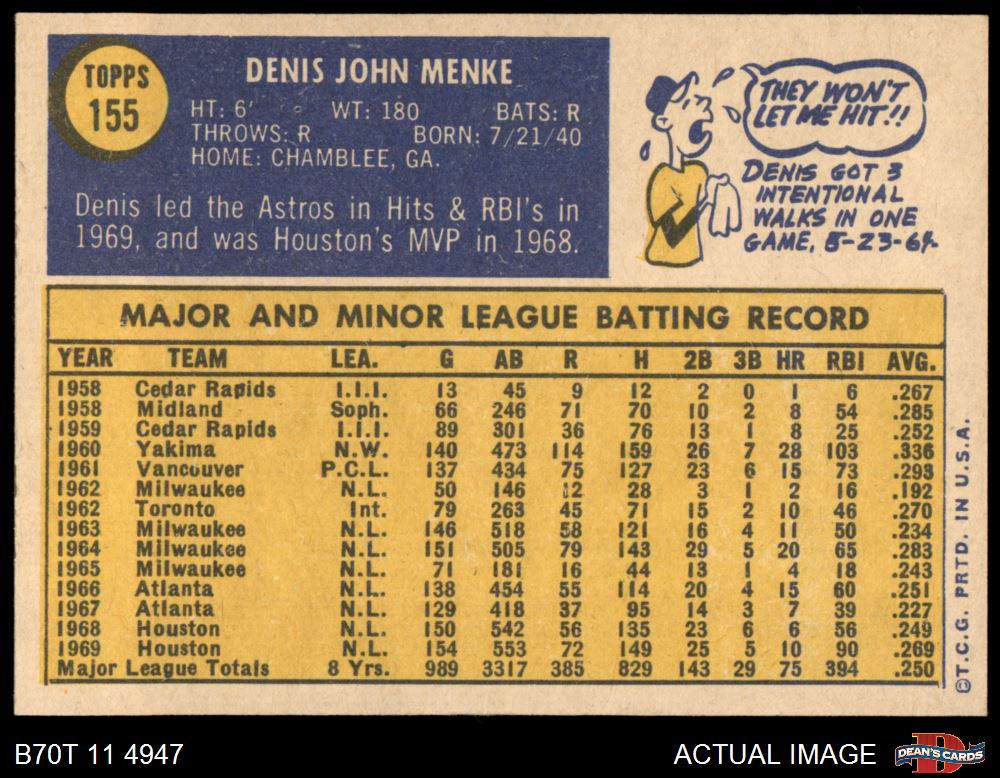 TOPPS
155
DENIS JOHN MENKE
HT: 6' WT: 180 BATS: R
THROWS: R BORN: 7/21/40
HOME: CHAMBLEE, GA.
Denis led the Astros in Hits & RBI's in
1969, and was Houston's MVP in 1968.
THEY WON'T
LET ME HIT!!
DENIS GOT 3
INTENTIONAL
WALKS IN ONE
GAME, 5-23-64.
MAJOR AND MINOR LEAGUE BATTING RECORD
YEAR TEAM LEA. G AB R H 2B 3B HR RBI AVG.
1958 Cedar Rapids I.I.I. 13 45 9 12 2 0 1 6 .267
1958 Midland Soph. 66 246 71 70 10 2 8 54 .285
1959 Cedar Rapids I.I.I. 89 301 36 76 13 1 8 25 .252
1960 Yakima N.W. 140 473 114 159 26 7 28 103 .336
1961 Vancouver P.C.L. 137 434 75 127 23 6 15 73 .293
1962 Milwaukee N.L. 50 146 12 28 3 1 2 16 .192
1962 Toronto Int. 79 263 45 71 15 2 10 46 .270
1963 Milwaukee N.L. 146 518 58 121 16 4 11 50 .234
1964 Milwaukee N.L. 151 505 79 143 29 5 20 65 .283
1965 Milwaukee N.L. 71 181 16 44 13 1 4 18 .243
1966 Atlanta N.L. 138 454 55 114 20 4 15 60 .251
1967 Atlanta N.L. 129 418 37 95 14 3 7 39 .227
1968 Houston N.L. 150 542 56 135 23 6 6 56 .249
1969 Houston N.L. 154 553 72 149 25 5 10 90 .269
Major League Totals 8 Yrs. 989 3317 385 829 143 29 75 394 .250
©T.C.G. PRTD. IN U.S.A.
B70T 11 4947
ACTUAL IMAGE
DEAN'S CARDS